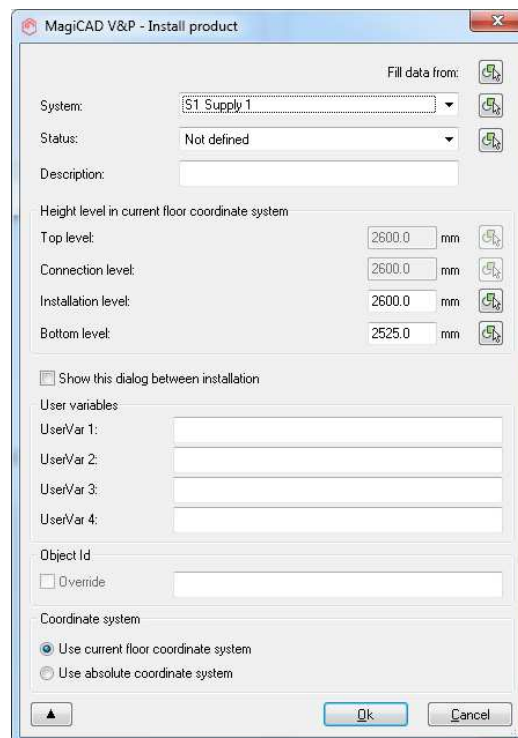 MagiCAD V&P - Install product
Fill data from:
System: S1 Supply 1
Status: Not defined
Description:
Height level in current floor coordinate system
Top level: 2600.0 mm
Connection level: 2600.0 mm
Installation level: 2600.0 mm
Bottom level: 2525.0 mm
Show this dialog between installation
User variables
UserVar 1:
UserVar 2:
UserVar 3:
UserVar 4:
Object Id
Override
Coordinate system
Use current floor coordinate system
Use absolute coordinate system
Ok Cancel